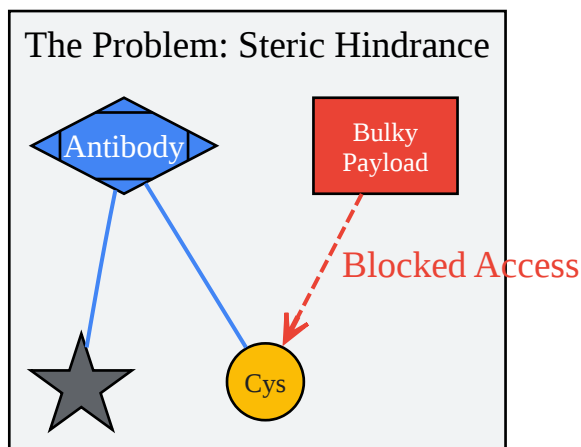 The Problem: Steric Hindrance
Antibody
Bulky
Payload
Blocked Access
Cys